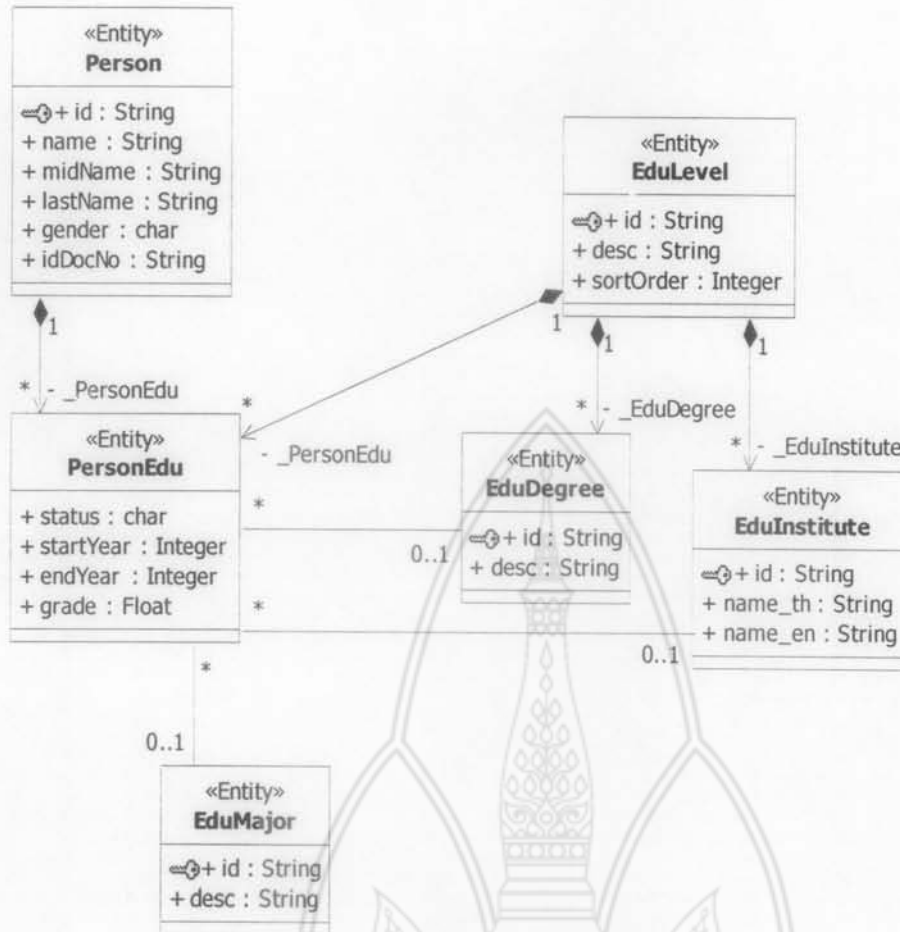 «Entity»
Person
+ id : String
+ name : String
+ midName : String
+ lastName : String
+ gender : char
+ idDocNo : String
«Entity»
EduLevel
+ id : String
+ desc : String
+ sortOrder : Integer
1
* - _PersonEdu
1
*
- _PersonEdu
1
* - _EduDegree
1
* - _EduInstitute
«Entity»
PersonEdu
+ status : char
+ startYear : Integer
+ endYear : Integer
+ grade : Float
*
0..1
«Entity»
EduDegree
+ id : String
+ desc : String
«Entity»
EduInstitute
+ id : String
+ name_th : String
+ name_en : String
*
0..1
*
0..1
«Entity»
EduMajor
+ id : String
+ desc : String